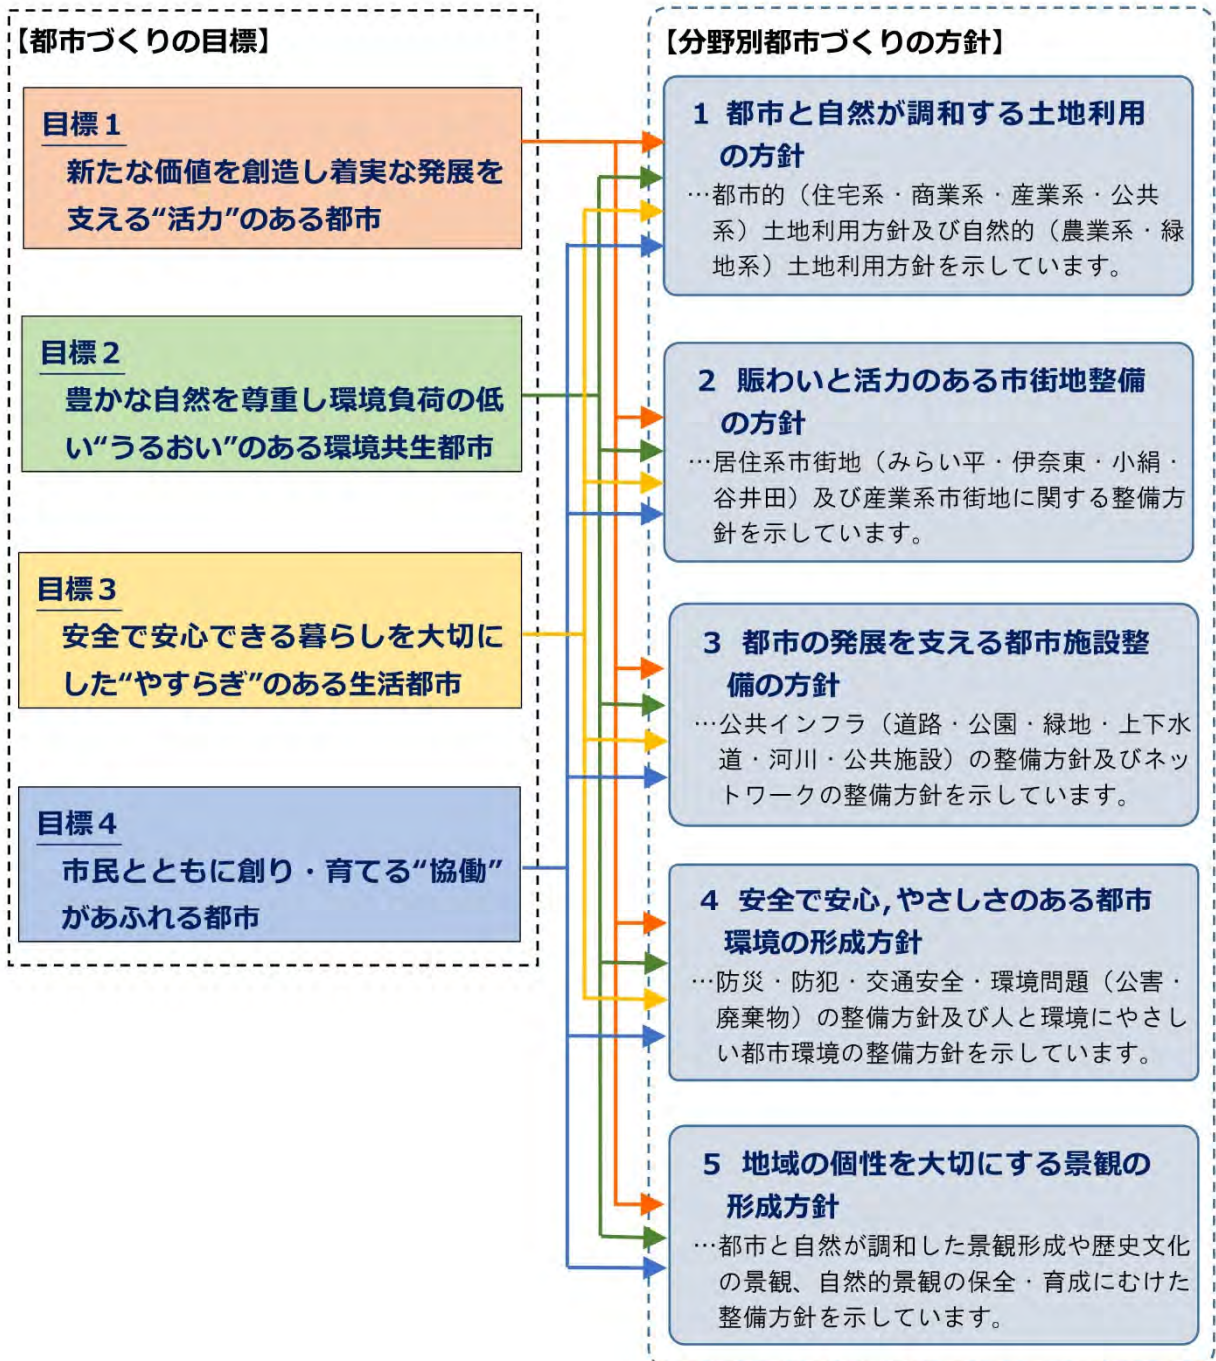 【都市づくりの目標】
目標１
新たな価値を創造し着実な発展を
支える“活力”のある都市
目標２
豊かな自然を尊重し環境負荷の低
い“うるおい”のある環境共生都市
目標３
安全で安心できる暮らしを大切に
した“やすらぎ”のある生活都市
目標４
市民とともに創り・育てる“協働”
があふれる都市
【分野別都市づくりの方針】
１ 都市と自然が調和する土地利用
の方針
…都市的（住宅系・商業系・産業系・公共
系）土地利用方針及び自然的（農業系・緑
地系）土地利用方針を示しています。
２ 賑わいと活力のある市街地整備
の方針
…居住系市街地（みらい平・伊奈東・小絹・
谷井田）及び産業系市街地に関する整備方
針を示しています。
３ 都市の発展を支える都市施設整
備の方針
…公共インフラ（道路・公園・緑地・上下水
道・河川・公共施設）の整備方針及びネッ
トワークの整備方針を示しています。
４ 安全で安心,やさしさのある都市
環境の形成方針
…防災・防犯・交通安全・環境問題（公害・
廃棄物）の整備方針及び人と環境にやさし
い都市環境の整備方針を示しています。
５ 地域の個性を大切にする景観の
形成方針
…都市と自然が調和した景観形成や歴史文化
の景観、自然的景観の保全・育成にむけた
整備方針を示しています。